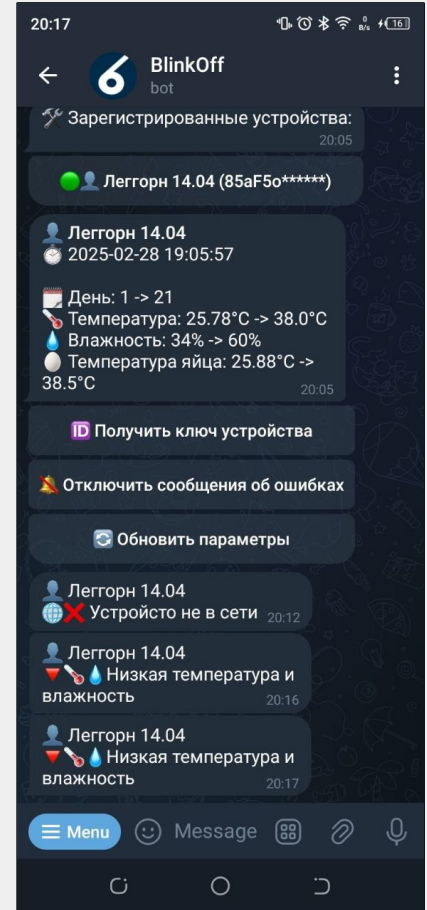 20:17
0 B/s 16
BlinkOff
bot
Зарегистрированные устройства:
20:05
Леггорн 14.04 (85aF5o******)
Леггорн 14.04
2025-02-28 19:05:57
День: 1 -> 21
Температура: 25.78°C -> 38.0°C
Влажность: 34% -> 60%
Температура яйца: 25.88°C ->
38.5°C
20:05
ID Получить ключ устройства
Отключить сообщения об ошибках
Обновить параметры
Леггорн 14.04
Устройсто не в сети 20:12
Леггорн 14.04
Низкая температура и
влажность 20:16
Леггорн 14.04
Низкая температура и
влажность 20:17
Menu Message